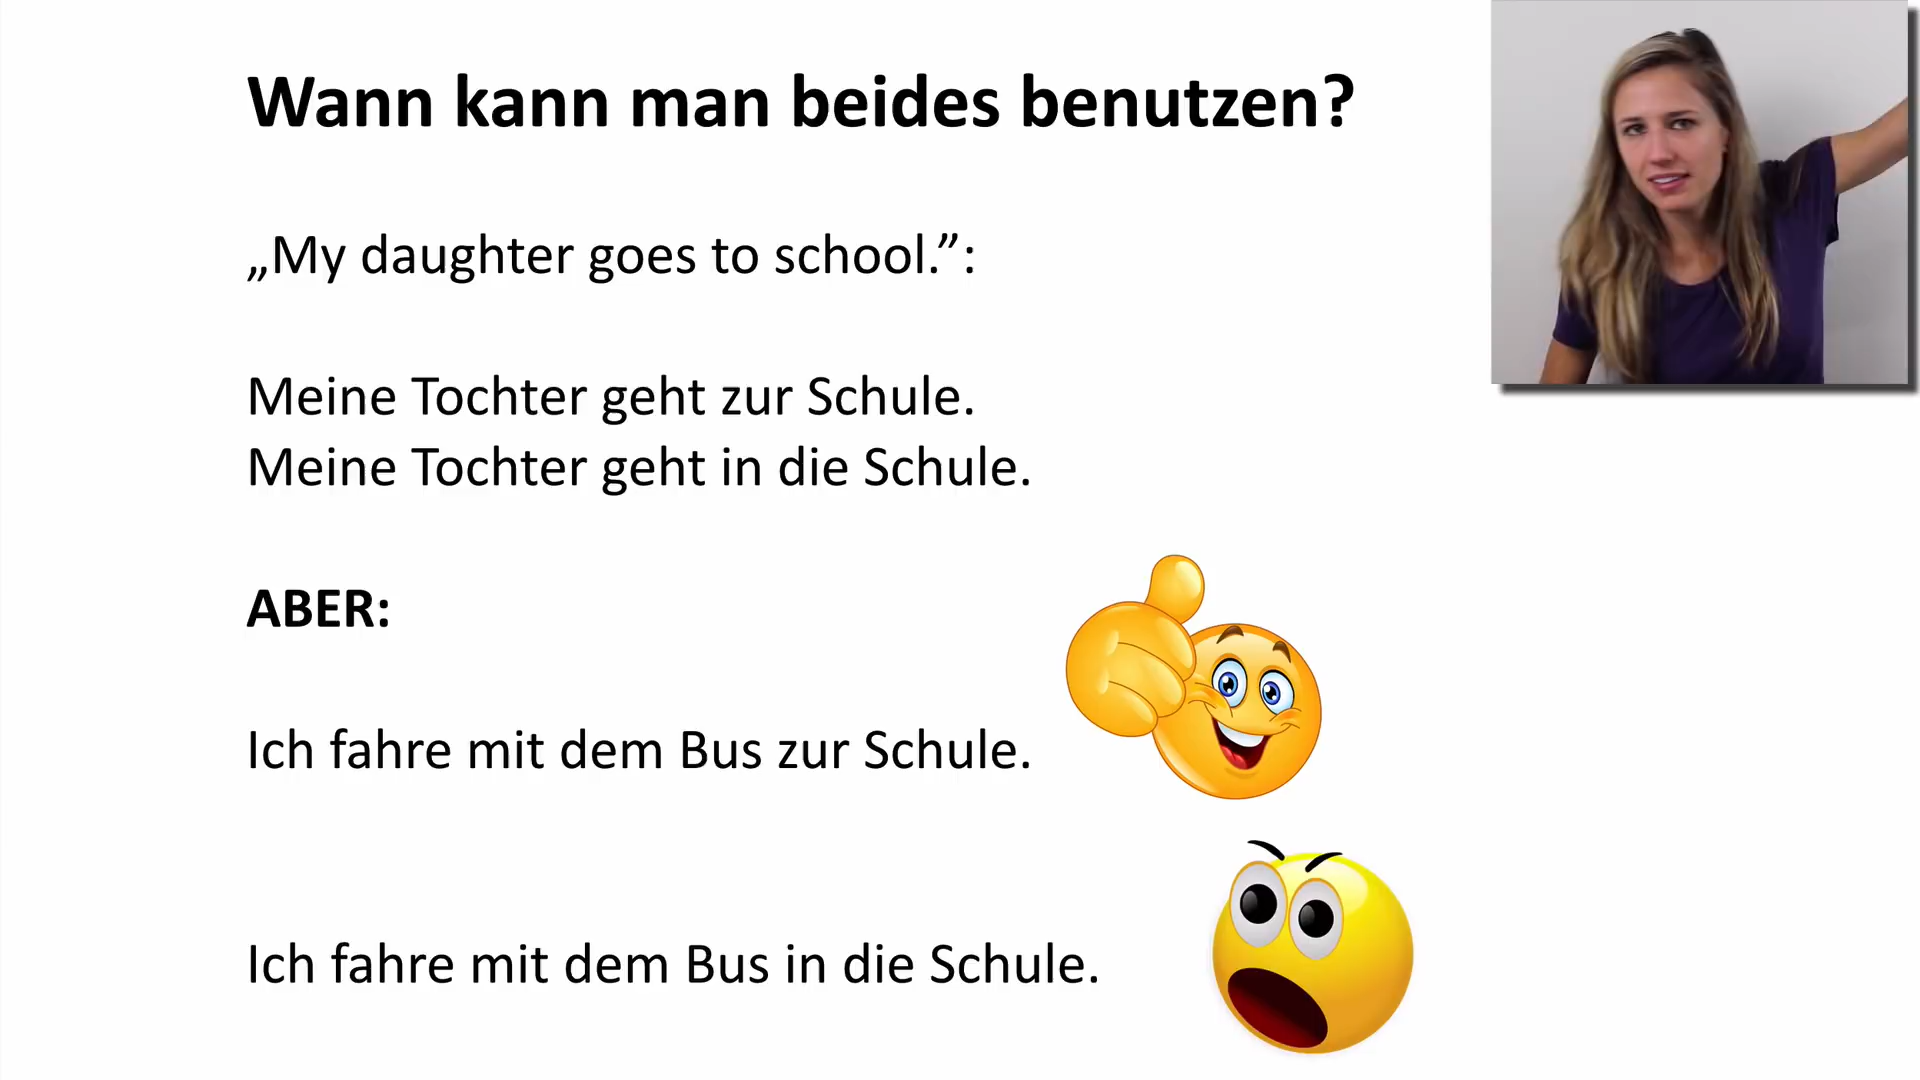 Wann kann man beides benutzen?
„My daughter goes to school.”:
Meine Tochter geht zur Schule.
Meine Tochter geht in die Schule.
ABER:
Ich fahre mit dem Bus zur Schule.
Ich fahre mit dem Bus in die Schule.